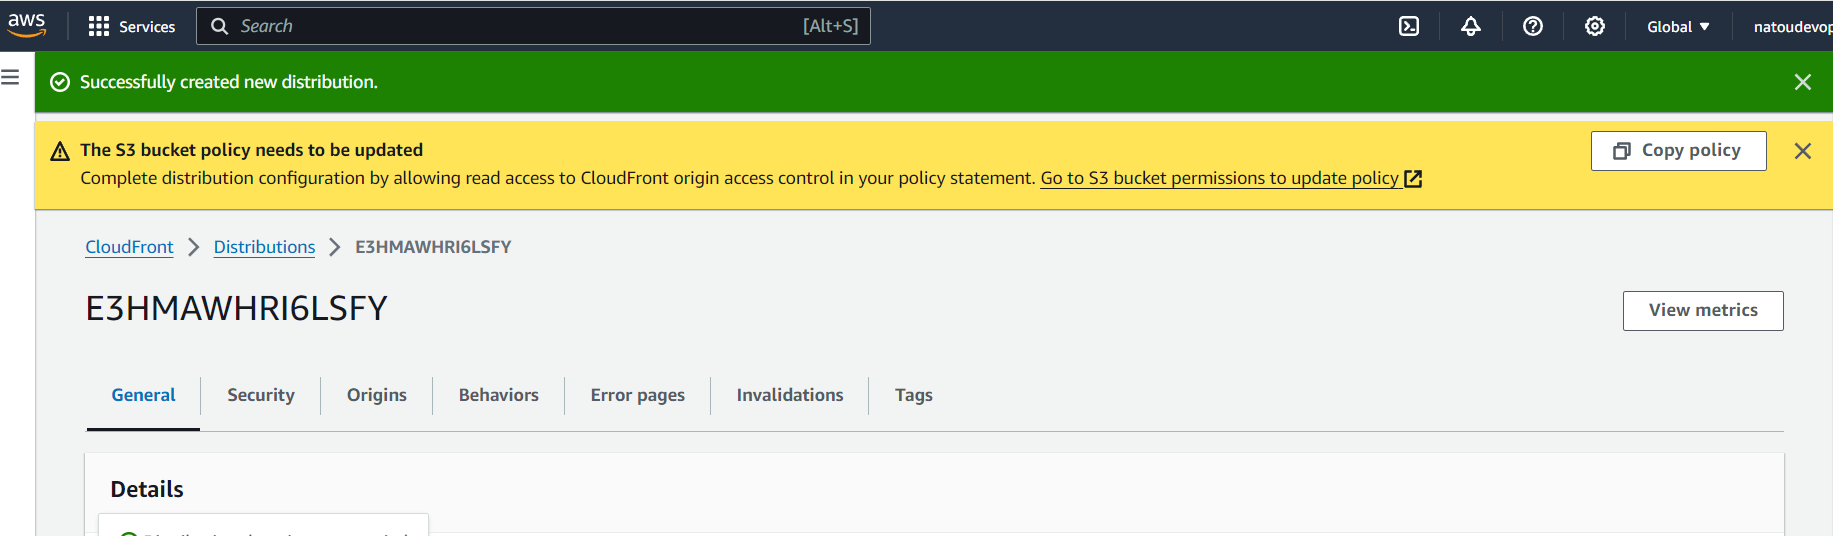 aws Services Search [Alt+S] Global natoudevop
Successfully created new distribution.
The S3 bucket policy needs to be updated
Copy policy
Complete distribution configuration by allowing read access to CloudFront origin access control in your policy statement. Go to S3 bucket permissions to update policy
CloudFront Distributions E3HMAWHRI6LSFY
E3HMAWHRI6LSFY
View metrics
General Security Origins Behaviors Error pages Invalidations Tags
Details